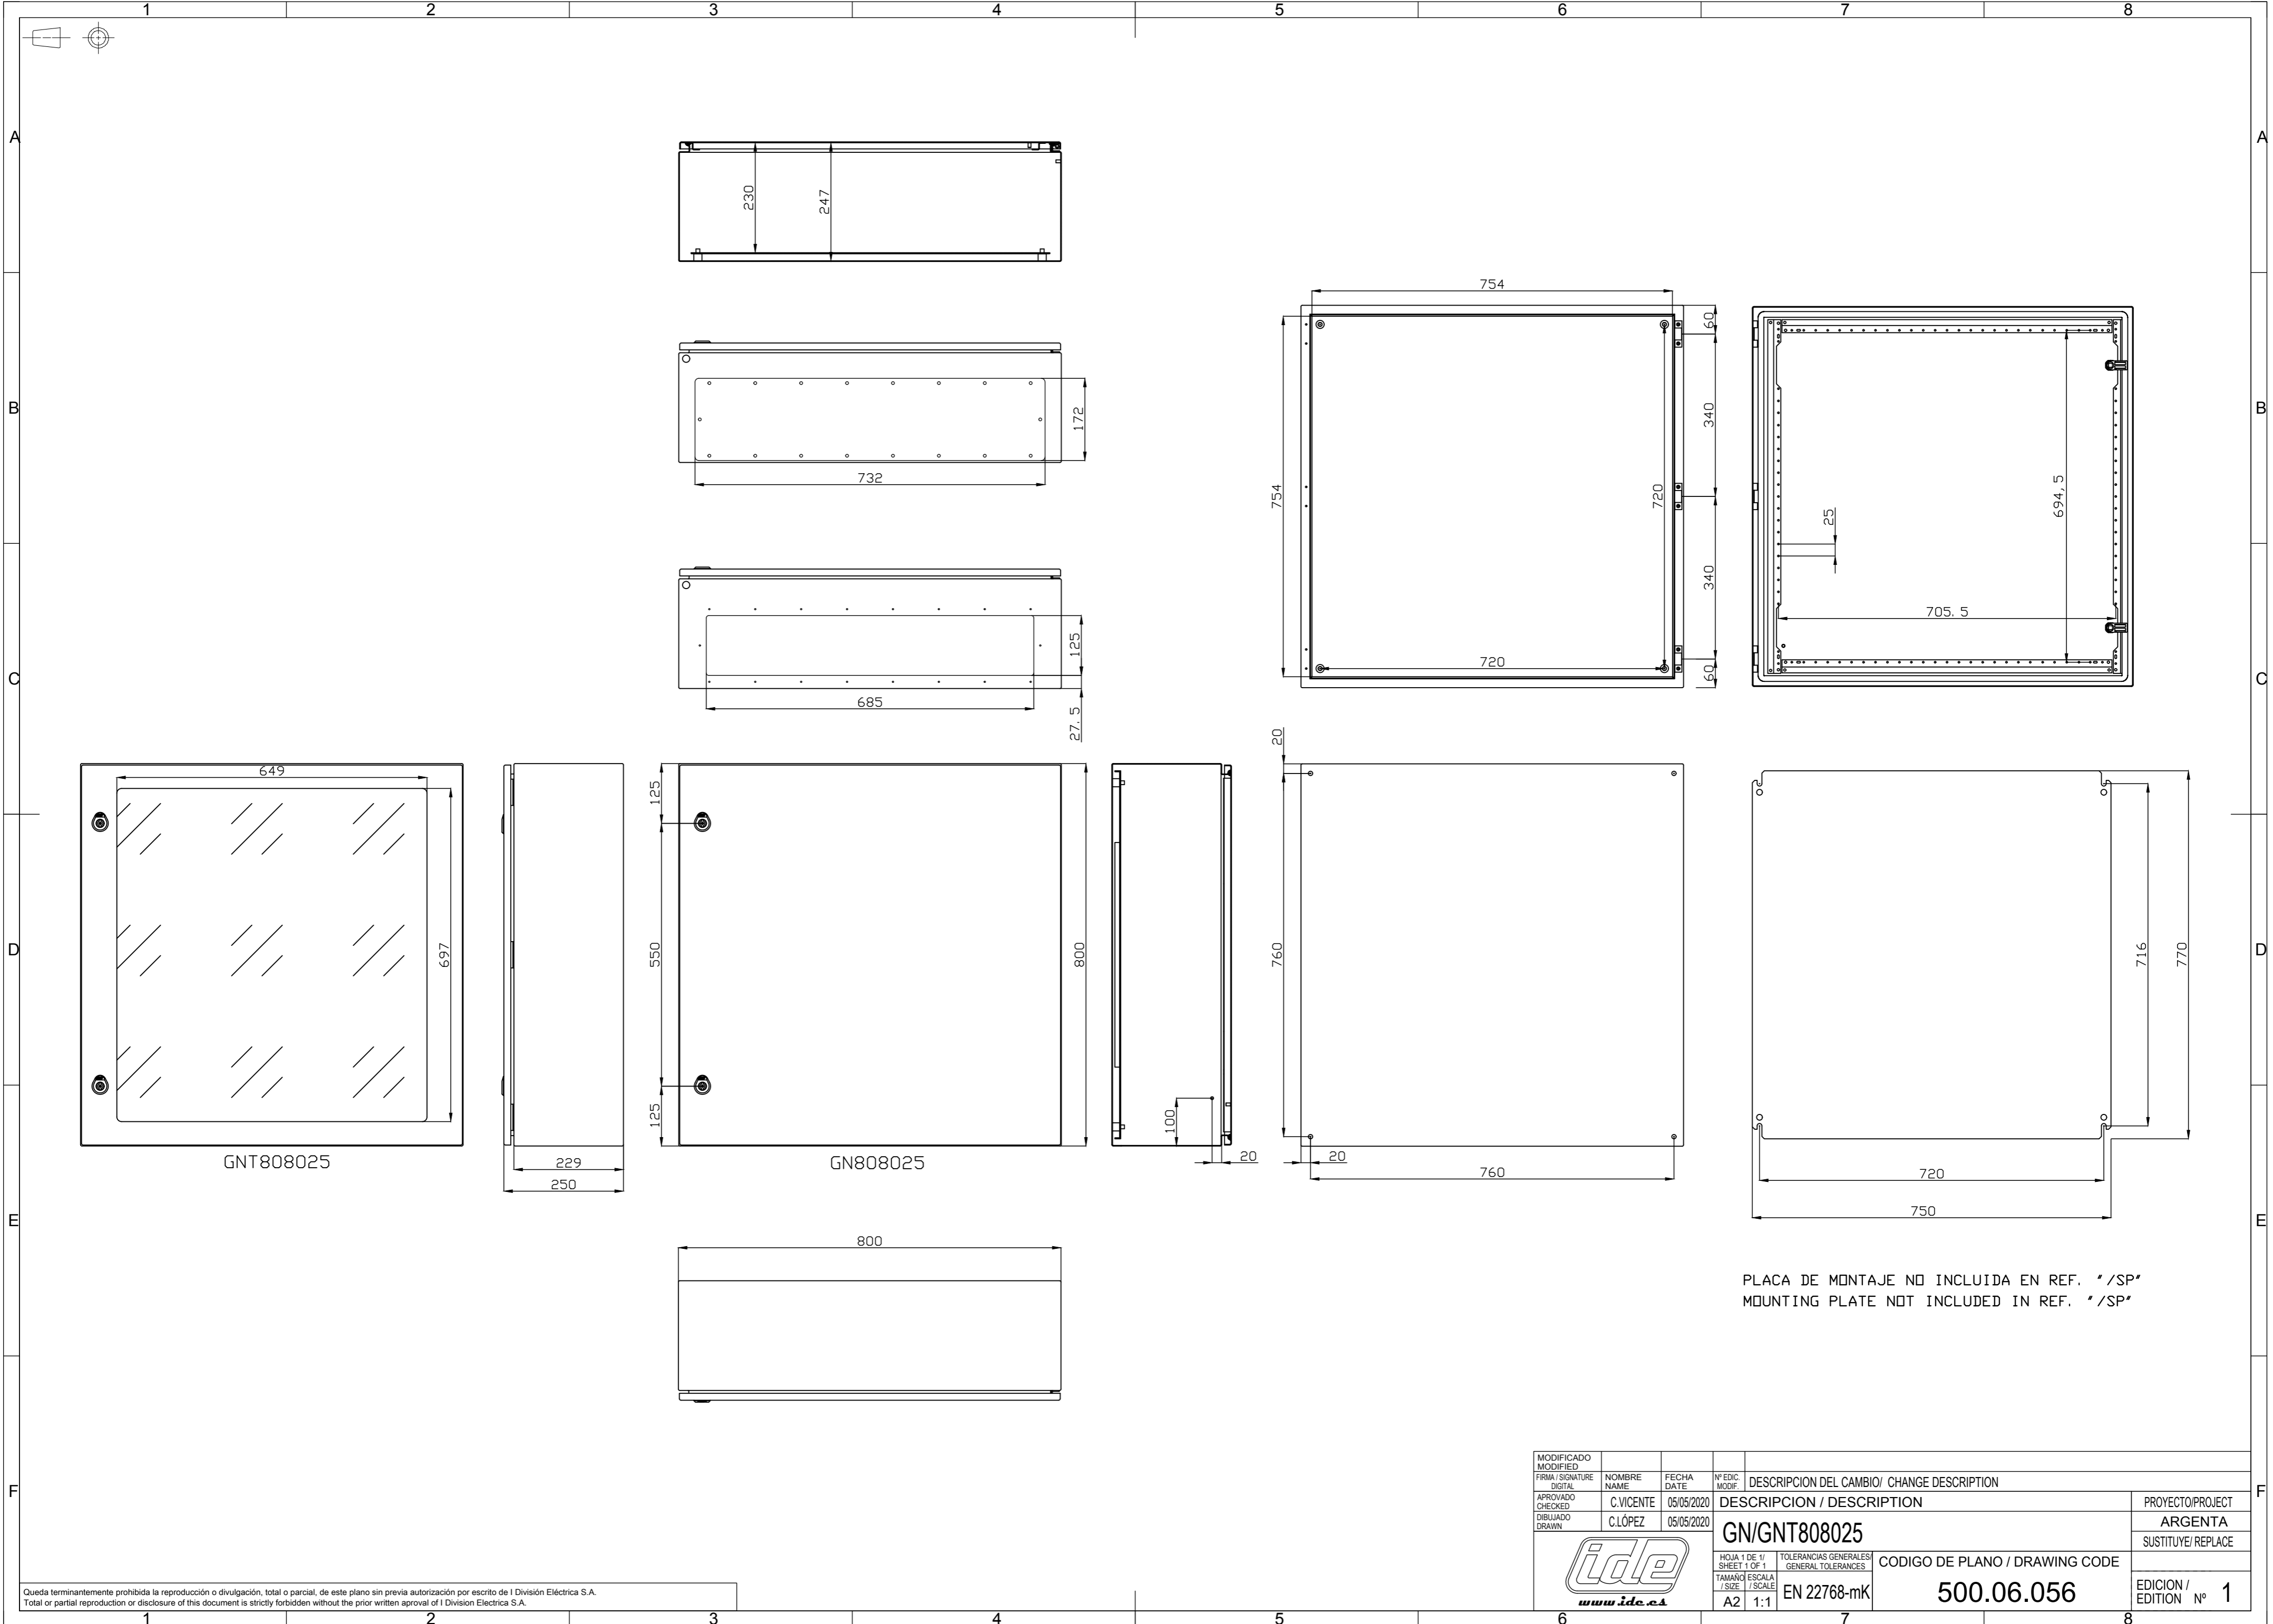 1 2 3 4 5 6 7 8
A A
B B
C C
D D
E E
F F
230
247
172
732
125
685
27.5
754
754
720
720
60
340
340
60
694,5
25
705.5
649
697
GNT808025
229
250
125
550
125
800
GN808025
100
20
20
760
20
760
716
770
720
750
800
PLACA DE MONTAJE NO INCLUIDA EN REF. "/SP"
MOUNTING PLATE NOT INCLUDED IN REF. "/SP"
MODIFICADO
MODIFIED
FIRMA / SIGNATURE
DIGITAL
NOMBRE
NAME
FECHA
DATE
Nº EDIC.
MODIF.
DESCRIPCION DEL CAMBIO/ CHANGE DESCRIPTION
APROVADO
CHECKED
C.VICENTE
05/05/2020
DESCRIPCION / DESCRIPTION
PROYECTO/PROJECT
DIBUJADO
DRAWN
C.LÓPEZ
05/05/2020
GN/GNT808025
ARGENTA
SUSTITUYE/ REPLACE
ide
www.ide.es
HOJA 1 DE 1/
SHEET 1 OF 1
TOLERANCIAS GENERALES/
GENERAL TOLERANCES
CODIGO DE PLANO / DRAWING CODE
TAMAÑO
/ SIZE
ESCALA
/ SCALE
A2
1:1
EN 22768-mK
500.06.056
EDICION /
EDITION Nº 1
Queda terminantemente prohibida la reproducción o divulgación, total o parcial, de este plano sin previa autorización por escrito de I División Eléctrica S.A.
Total or partial reproduction or disclosure of this document is strictly forbidden without the prior written aproval of I Division Electrica S.A.
1 2 3 4 5 6 7 8